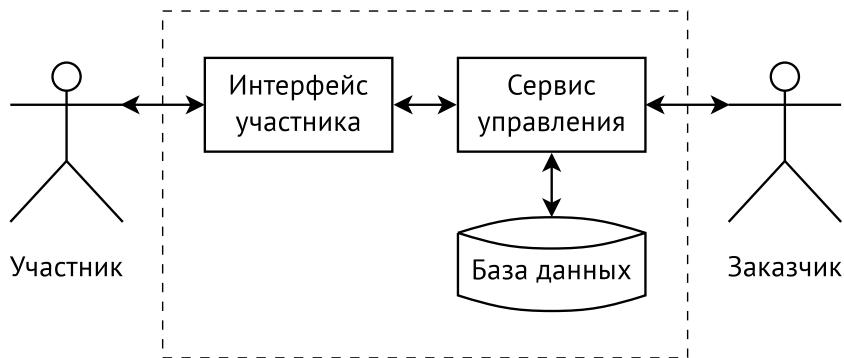 Интерфейс
участника
Сервис
управления
Участник
База данных
Заказчик